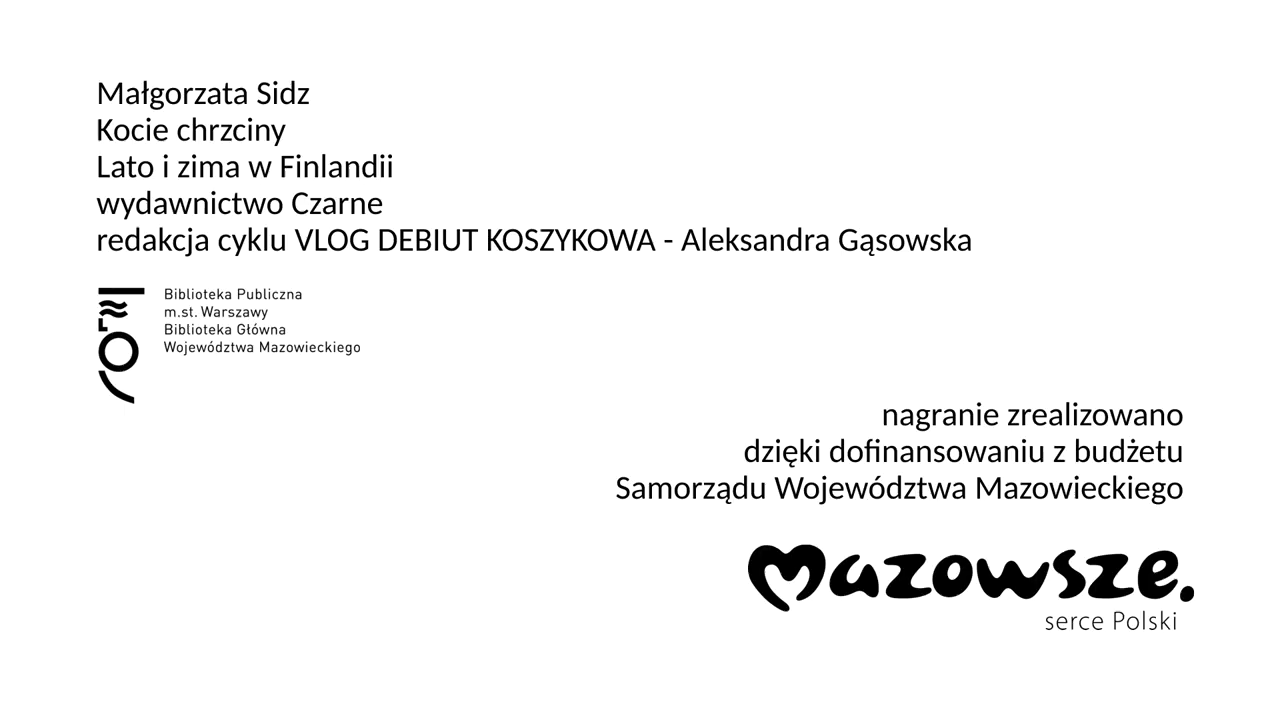 Małgorzata Sidz
Kocie chrzciny
Lato i zima w Finlandii
wydawnictwo Czarne
redakcja cyklu VLOG DEBIUT KOSZYKOWA - Aleksandra Gąsowska
Biblioteka Publiczna
m.st. Warszawy
Biblioteka Główna
Województwa Mazowieckiego
nagranie zrealizowano
dzięki dofinansowaniu z budżetu
Samorządu Województwa Mazowieckiego
Mazowsze.
serce Polski